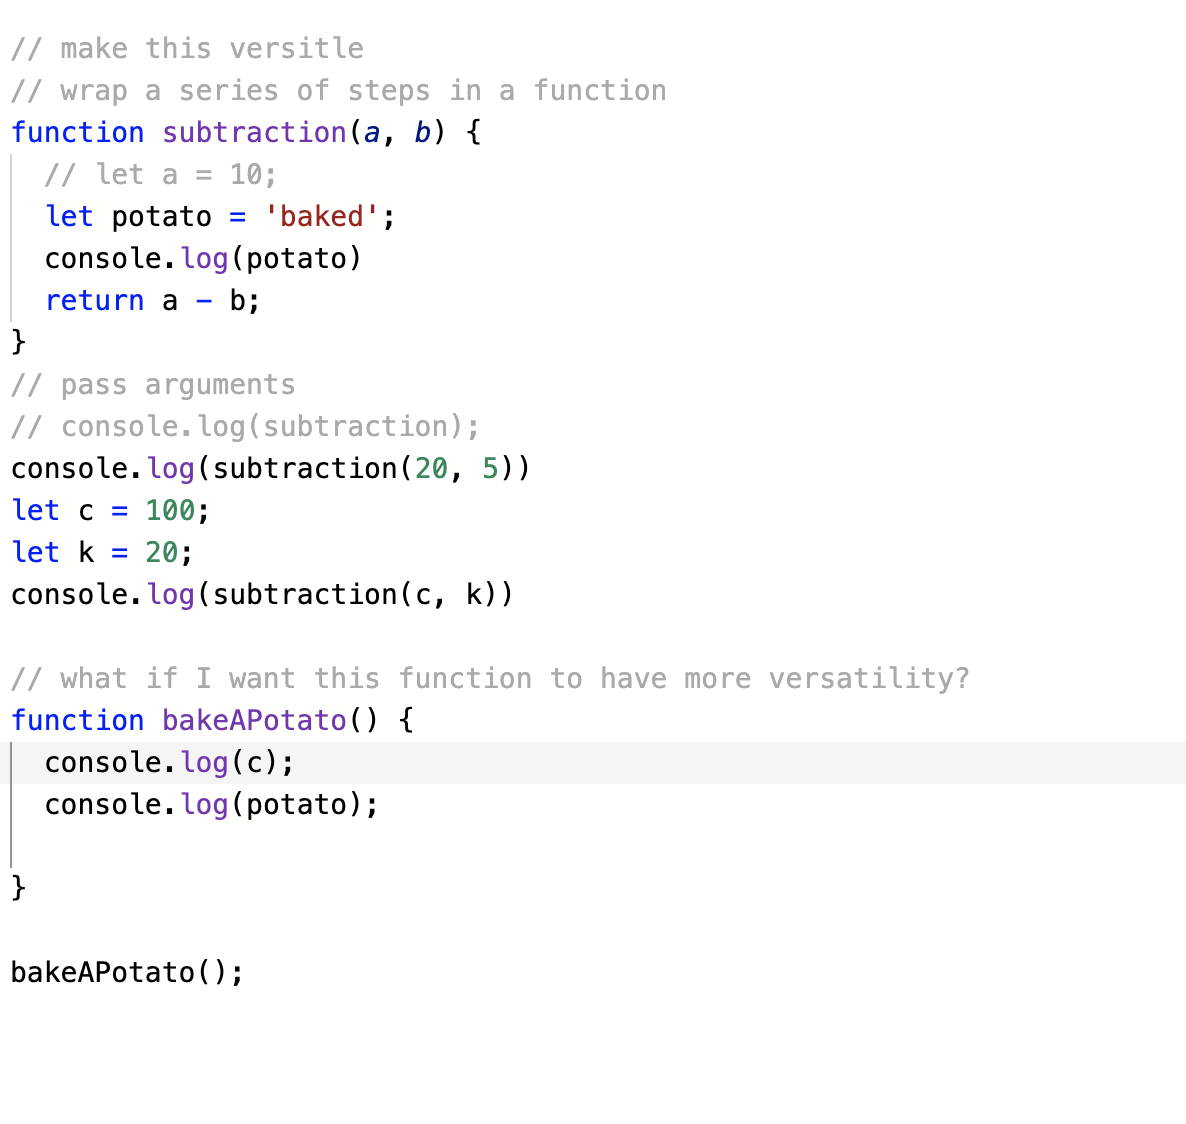 // make this versitle
// wrap a series of steps in a function
function subtraction(a, b) {
  // let a = 10;
  let potato = 'baked';
  console.log(potato)
  return a - b;
}
// pass arguments
// console.log(subtraction);
console.log(subtraction(20, 5))
let c = 100;
let k = 20;
console.log(subtraction(c, k))

// what if I want this function to have more versatility?
function bakeAPotato() {
  console.log(c);
  console.log(potato);

}

bakeAPotato();